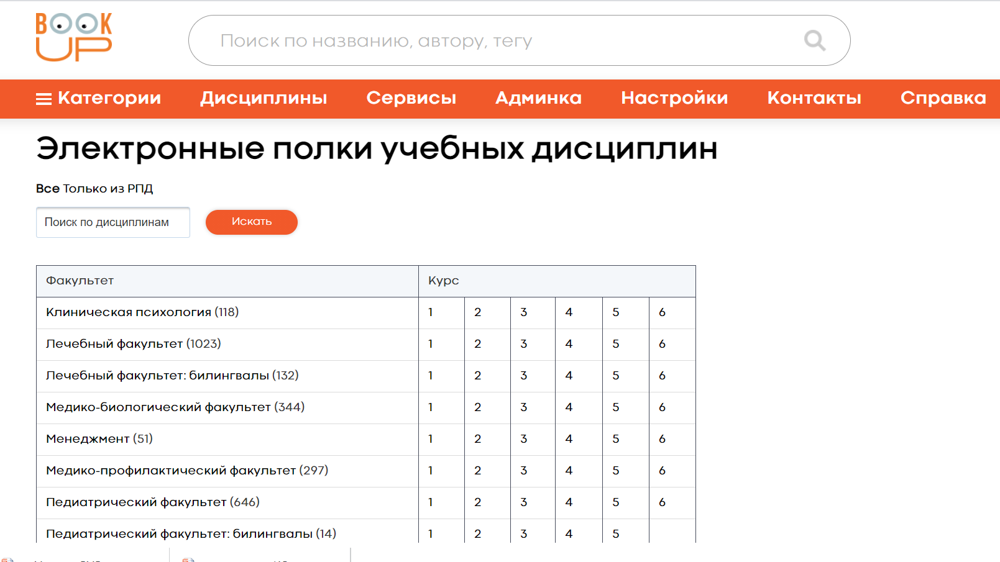 BOOK
UP
Поиск по названию, автору, тегу
Категории Дисциплины Сервисы Админка Настройки Контакты Справка
Электронные полки учебных дисциплин
Все Только из РПД
Поиск по дисциплинам Искать
Факультет Курс
Клиническая психология (118) 1 2 3 4 5 6
Лечебный факультет (1023) 1 2 3 4 5 6
Лечебный факультет: билингвалы (132) 1 2 3 4 5 6
Медико-биологический факультет (344) 1 2 3 4 5 6
Менеджмент (51) 1 2 3 4 5 6
Медико-профилактический факультет (297) 1 2 3 4 5 6
Педиатрический факультет (646) 1 2 3 4 5 6
Педиатрический факультет: билингвалы (14) 1 2 3 4 5